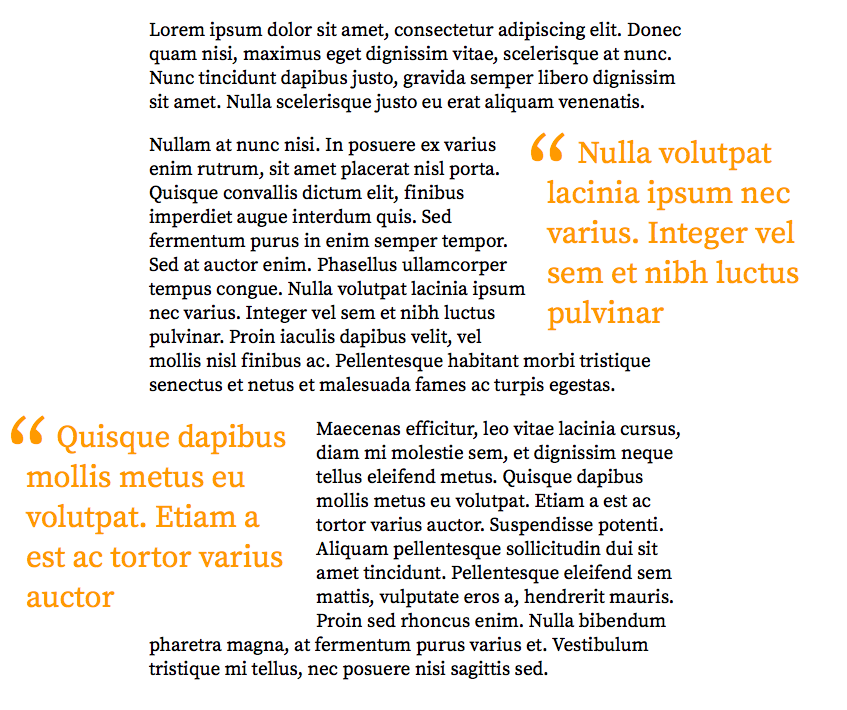 Lorem ipsum dolor sit amet, consectetur adipiscing elit. Donec
quam nisi, maximus eget dignissim vitae, scelerisque at nunc.
Nunc tincidunt dapibus justo, gravida semper libero dignissim
sit amet. Nulla scelerisque justo eu erat aliquam venenatis.
Nullam at nunc nisi. In posuere ex varius
enim rutrum, sit amet placerat nisl porta.
Quisque convallis dictum elit, finibus
imperdiet augue interdum quis. Sed
fermentum purus in enim semper tempor.
Sed at auctor enim. Phasellus ullamcorper
tempus congue. Nulla volutpat lacinia ipsum
nec varius. Integer vel sem et nibh luctus
pulvinar. Proin iaculis dapibus velit, vel
mollis nisl finibus ac. Pellentesque habitant morbi tristique
senectus et netus et malesuada fames ac turpis egestas.
“ Nulla volutpat
lacinia ipsum nec
varius. Integer vel
sem et nibh luctus
pulvinar
“ Quisque dapibus
mollis metus eu
volutpat. Etiam a
est ac tortor varius
auctor
Maecenas efficitur, leo vitae lacinia cursus,
diam mi molestie sem, et dignissim neque
tellus eleifend metus. Quisque dapibus
mollis metus eu volutpat. Etiam a est ac
tortor varius auctor. Suspendisse potenti.
Aliquam pellentesque sollicitudin dui sit
amet tincidunt. Pellentesque eleifend sem
mattis, vulputate eros a, hendrerit mauris.
Proin sed rhoncus enim. Nulla bibendum
pharetra magna, at fermentum purus varius et. Vestibulum
tristique mi tellus, nec posuere nisi sagittis sed.